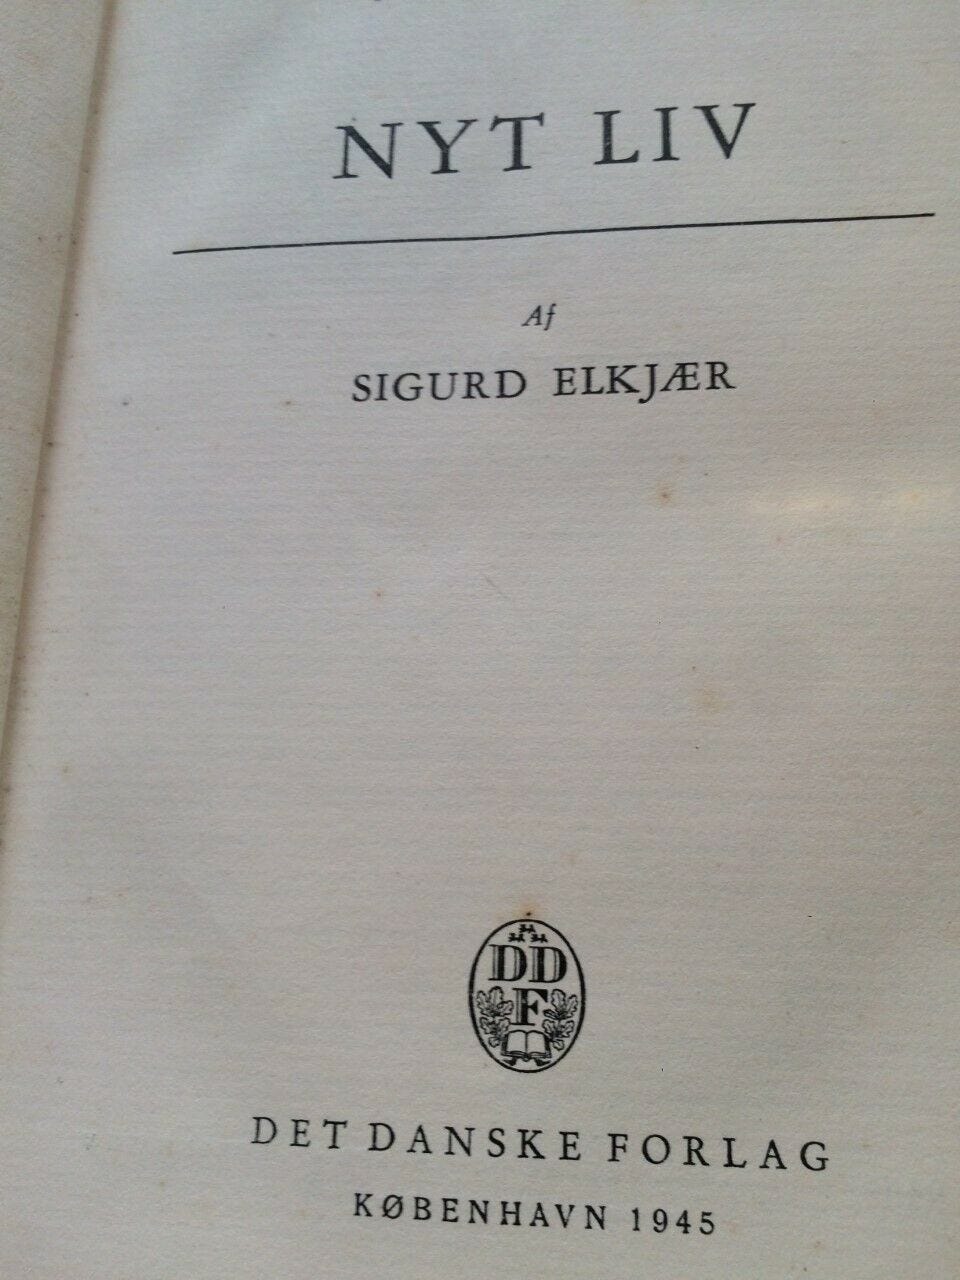 NYT LIV
Af
SIGURD ELKJÆR
DD
F
DET DANSKE FORLAG
KØBENHAVN 1945